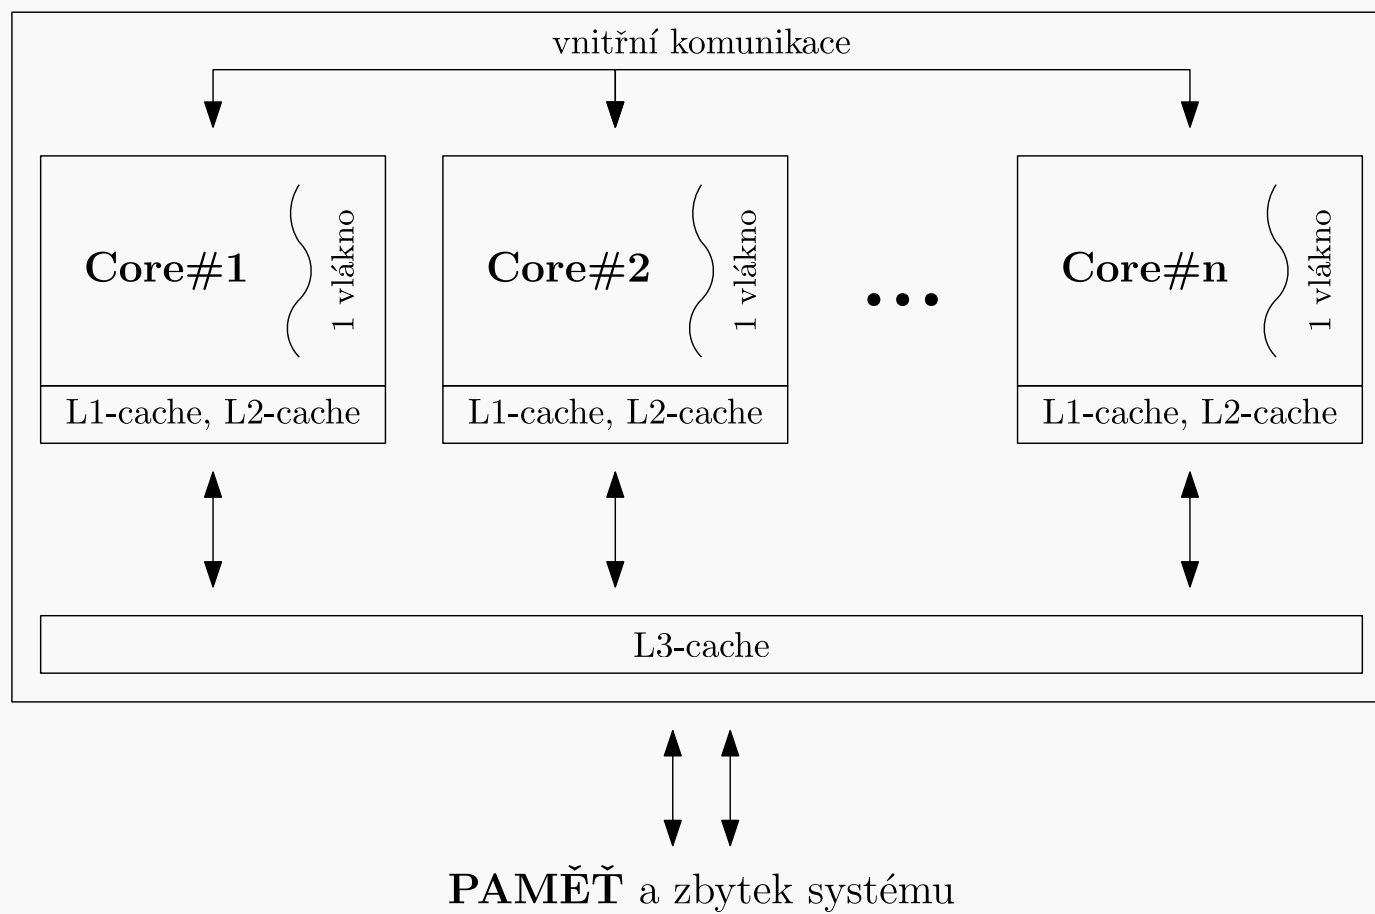 vnitřní komunikace
Core#1
1 vlákno
L1-cache, L2-cache
Core#2
1 vlákno
L1-cache, L2-cache
Core#n
1 vlákno
L1-cache, L2-cache
L3-cache
PAMĚŤ a zbytek systému